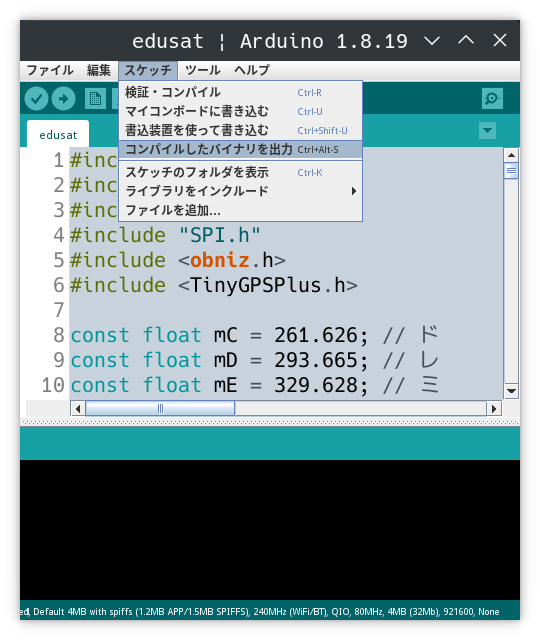 edusat ¦ Arduino 1.8.19
ファイル 編集 スケッチ ツール ヘルプ
検証・コンパイル Ctrl-R
マイコンボードに書き込む Ctrl-U
書込装置を使って書き込む Ctrl+Shift-U
コンパイルしたバイナリを出力 Ctrl+Alt-S
スケッチのフォルダを表示 Ctrl-K
ライブラリをインクルード
ファイルを追加...
edusat
1 #inc
2 #inc
3 #inc
4 #include "SPI.h"
5 #include <obniz.h>
6 #include <TinyGPSPlus.h>
7
8 const float mC = 261.626; // ド
9 const float mD = 293.665; // レ
10 const float mE = 329.628; // ミ
ed, Default 4MB with spiffs (1.2MB APP/1.5MB SPIFFS), 240MHz (WiFi/BT), QIO, 80MHz, 4MB (32Mb), 921600, None